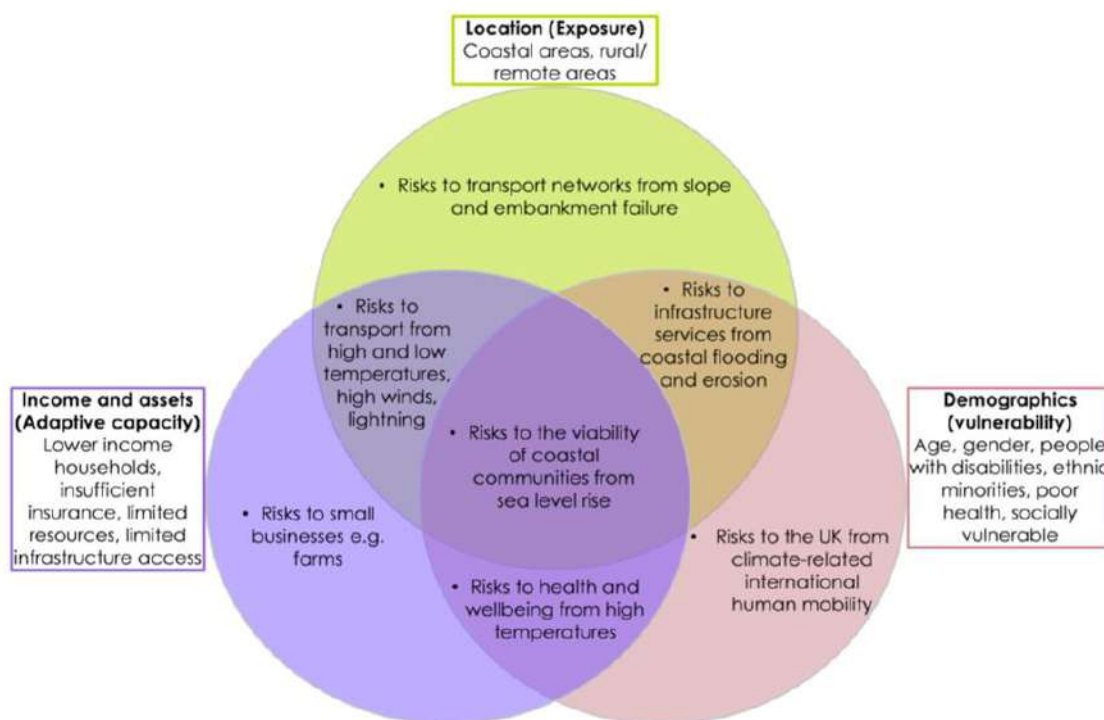 Location (Exposure)
Coastal areas, rural/
remote areas
• Risks to transport networks from slope
and embankment failure
• Risks to
transport from
high and low
temperatures,
high winds,
lightning
• Risks to
infrastructure
services from
coastal flooding
and erosion
Income and assets
(Adaptive capacity)
Lower income
households,
insufficient
insurance, limited
resources, limited
infrastructure access
• Risks to the viability
of coastal
communities from
sea level rise
Demographics
(vulnerability)
Age, gender, people
with disabilities, ethnic
minorities, poor
health, socially
vulnerable
• Risks to small
businesses e.g.
farms
• Risks to the UK from
climate-related
international
human mobility
• Risks to health and
wellbeing from high
temperatures